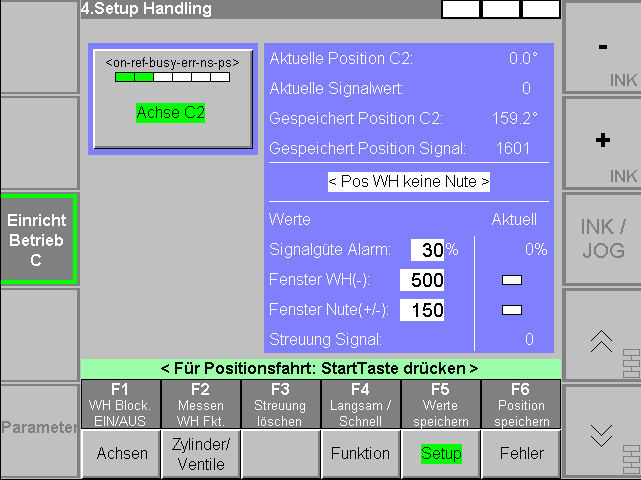 4.Setup Handling
<on-ref-busy-err-ns-ps>
Achse C2
Aktuelle Position C2: 0.0°
Aktuelle Signalwert: 0
Gespeichert Position C2: 159.2°
Gespeichert Position Signal: 1601
< Pos WH keine Nute >
Werte Aktuell
Signalgüte Alarm: 30% 0%
Fenster WH(-): 500
Fenster Nute(+/-): 150
Streuung Signal: 0
-
INK
+
INK
Einricht
Betrieb
C
INK /
JOG
Parameter
< Für Positionsfahrt: StartTaste drücken >
F1 F2 F3 F4 F5 F6
WH Block. Messen Streuung Langsam / Werte Position
EIN/AUS WH Fkt. löschen Schnell speichern speichern
Achsen Zylinder/ Funktion Setup Fehler
Ventile